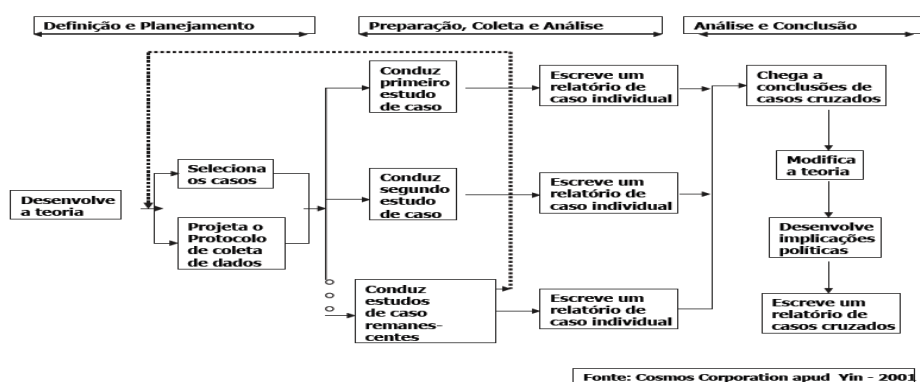 Definição e Planejamento
Preparação, Coleta e Análise
Análise e Conclusão
Desenvolve
a teoria
Seleciona
os casos
Projeta o
Protocolo
de coleta
de dados
Conduz
primeiro
estudo
de caso
Escreve um
relatório de
caso individual
Conduz
segundo
estudo
de caso
Escreve um
relatório de
caso individual
Conduz
estudos
de caso
remanes-
centes
Escreve um
relatório de
caso individual
Chega a
conclusões de
casos cruzados
Modifica
a teoria
Desenvolve
implicações
políticas
Escreve um
relatório de
casos cruzados
Fonte: Cosmos Corporation apud Yin - 2001